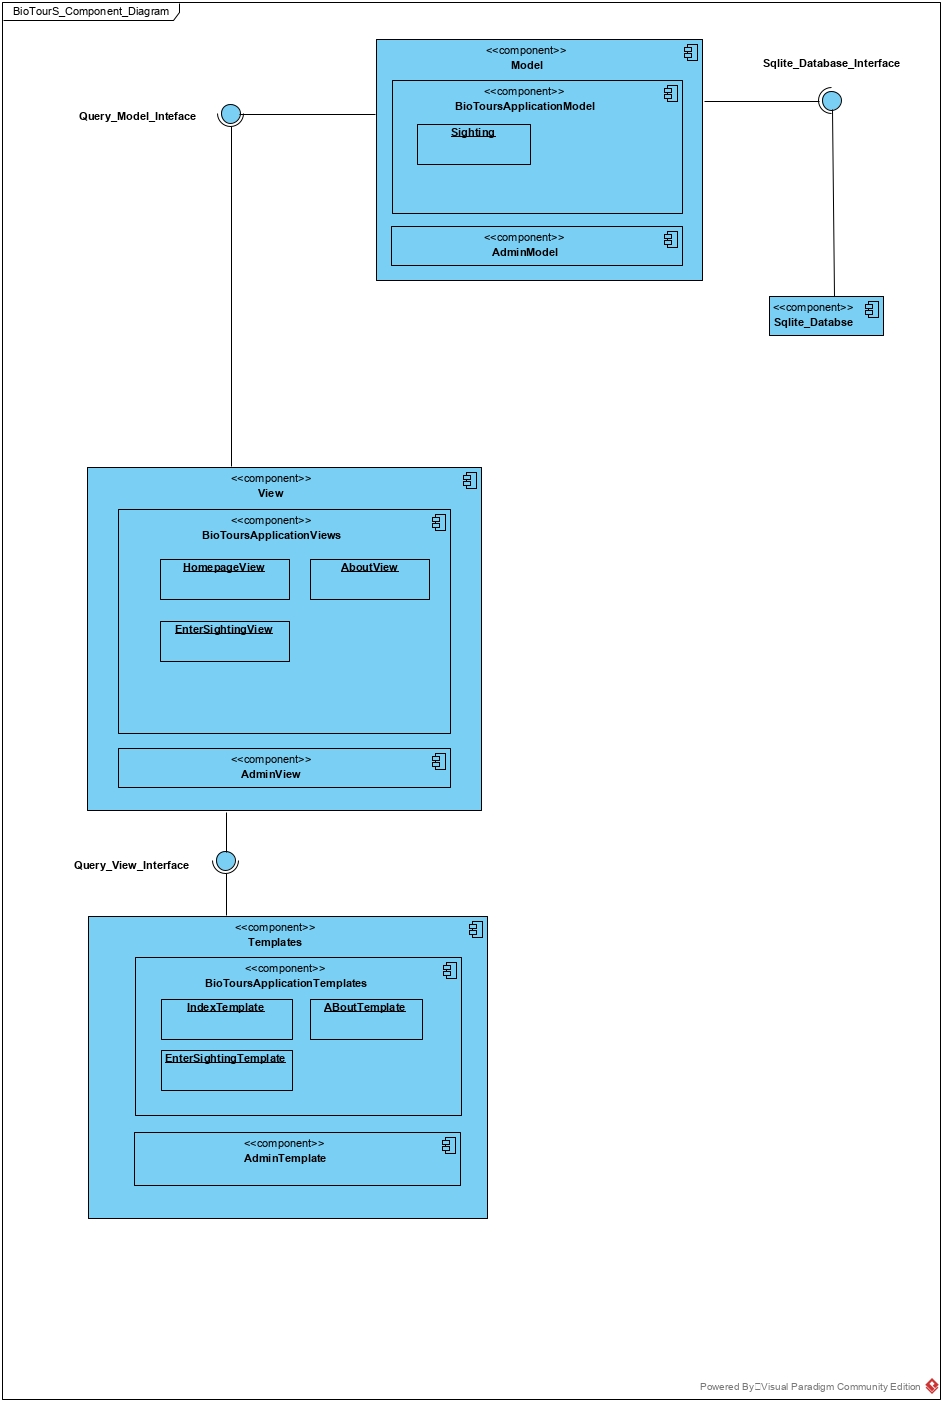 BioTourS_Component_Diagram
<<component>>
Model
Sqlite_Database_Interface
<<component>>
BioToursApplicationModel
Query_Model_Inteface
Sighting
<<component>>
AdminModel
<<component>>
Sqlite_Databse
<<component>>
View
<<component>>
BioToursApplicationViews
HomepageView
AboutView
EnterSightingView
<<component>>
AdminView
Query_View_Interface
<<component>>
Templates
<<component>>
BioToursApplicationTemplates
IndexTemplate
ABoutTemplate
EnterSightingTemplate
<<component>>
AdminTemplate
Powered By Visual Paradigm Community Edition